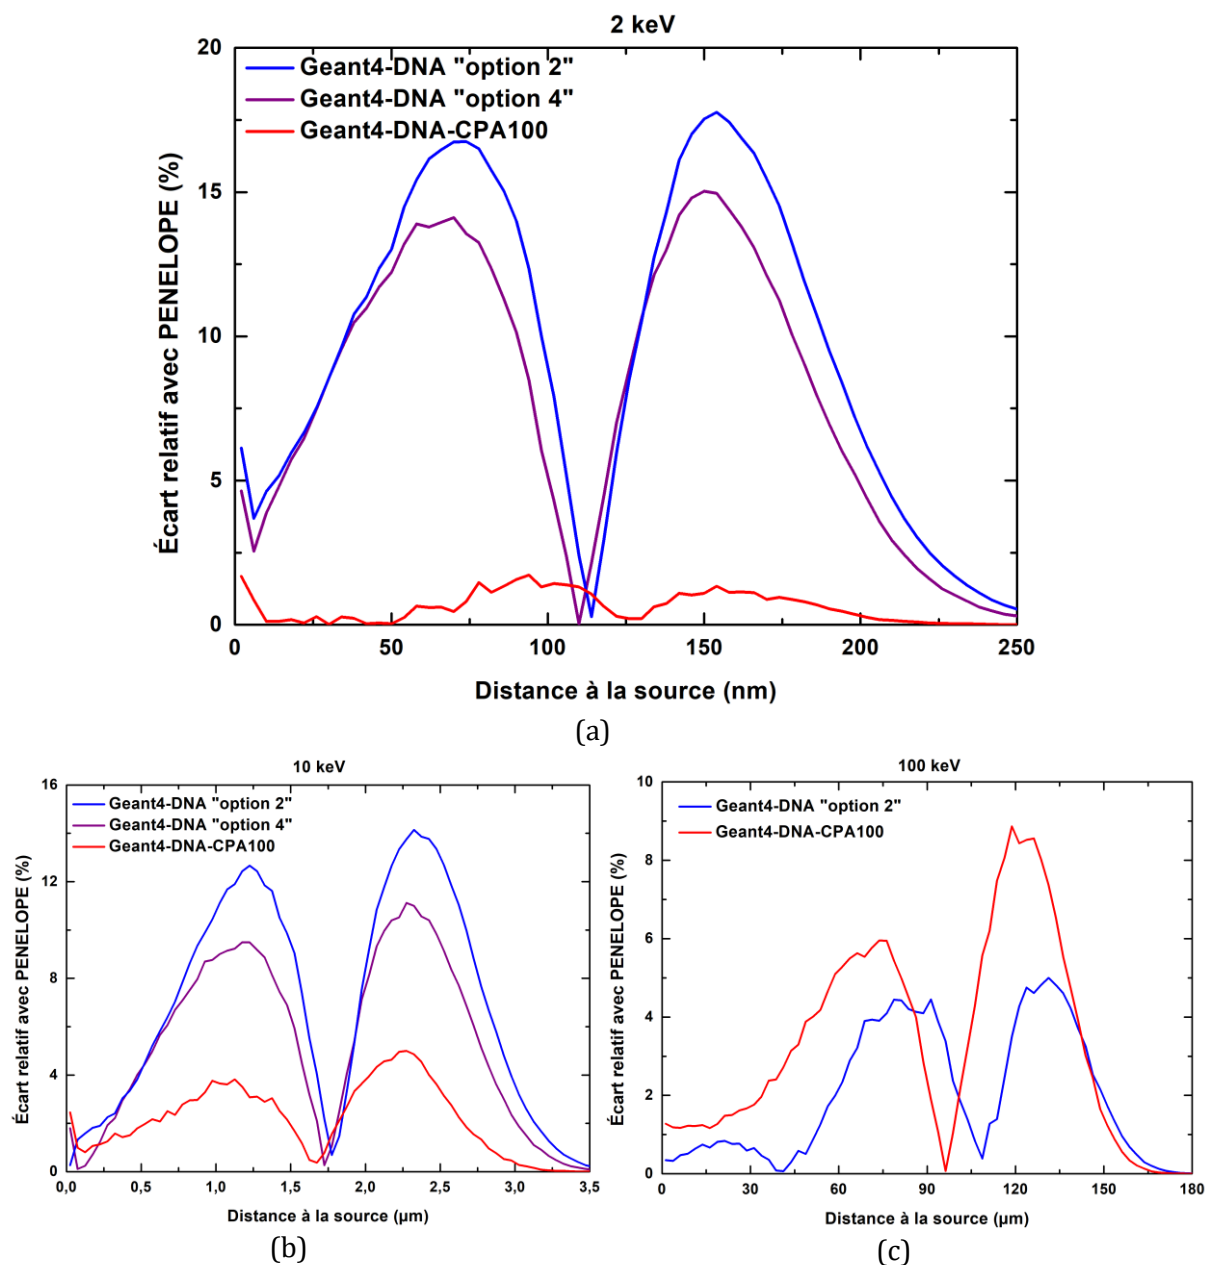 2 keV
Geant4-DNA "option 2"
Geant4-DNA "option 4"
Geant4-DNA-CPA100
Écart relatif avec PENELOPE (%)
20
15
10
5
0
0 50 100 150 200 250
Distance à la source (nm)
(a)
10 keV
Geant4-DNA "option 2"
Geant4-DNA "option 4"
Geant4-DNA-CPA100
Écart relatif avec PENELOPE (%)
16
12
8
4
0
0,0 0,5 1,0 1,5 2,0 2,5 3,0 3,5
Distance à la source (µm)
(b)
100 keV
Geant4-DNA "option 2"
Geant4-DNA-CPA100
Écart relatif avec PENELOPE (%)
10
8
6
4
2
0
0 30 60 90 120 150 180
Distance à la source (µm)
(c)